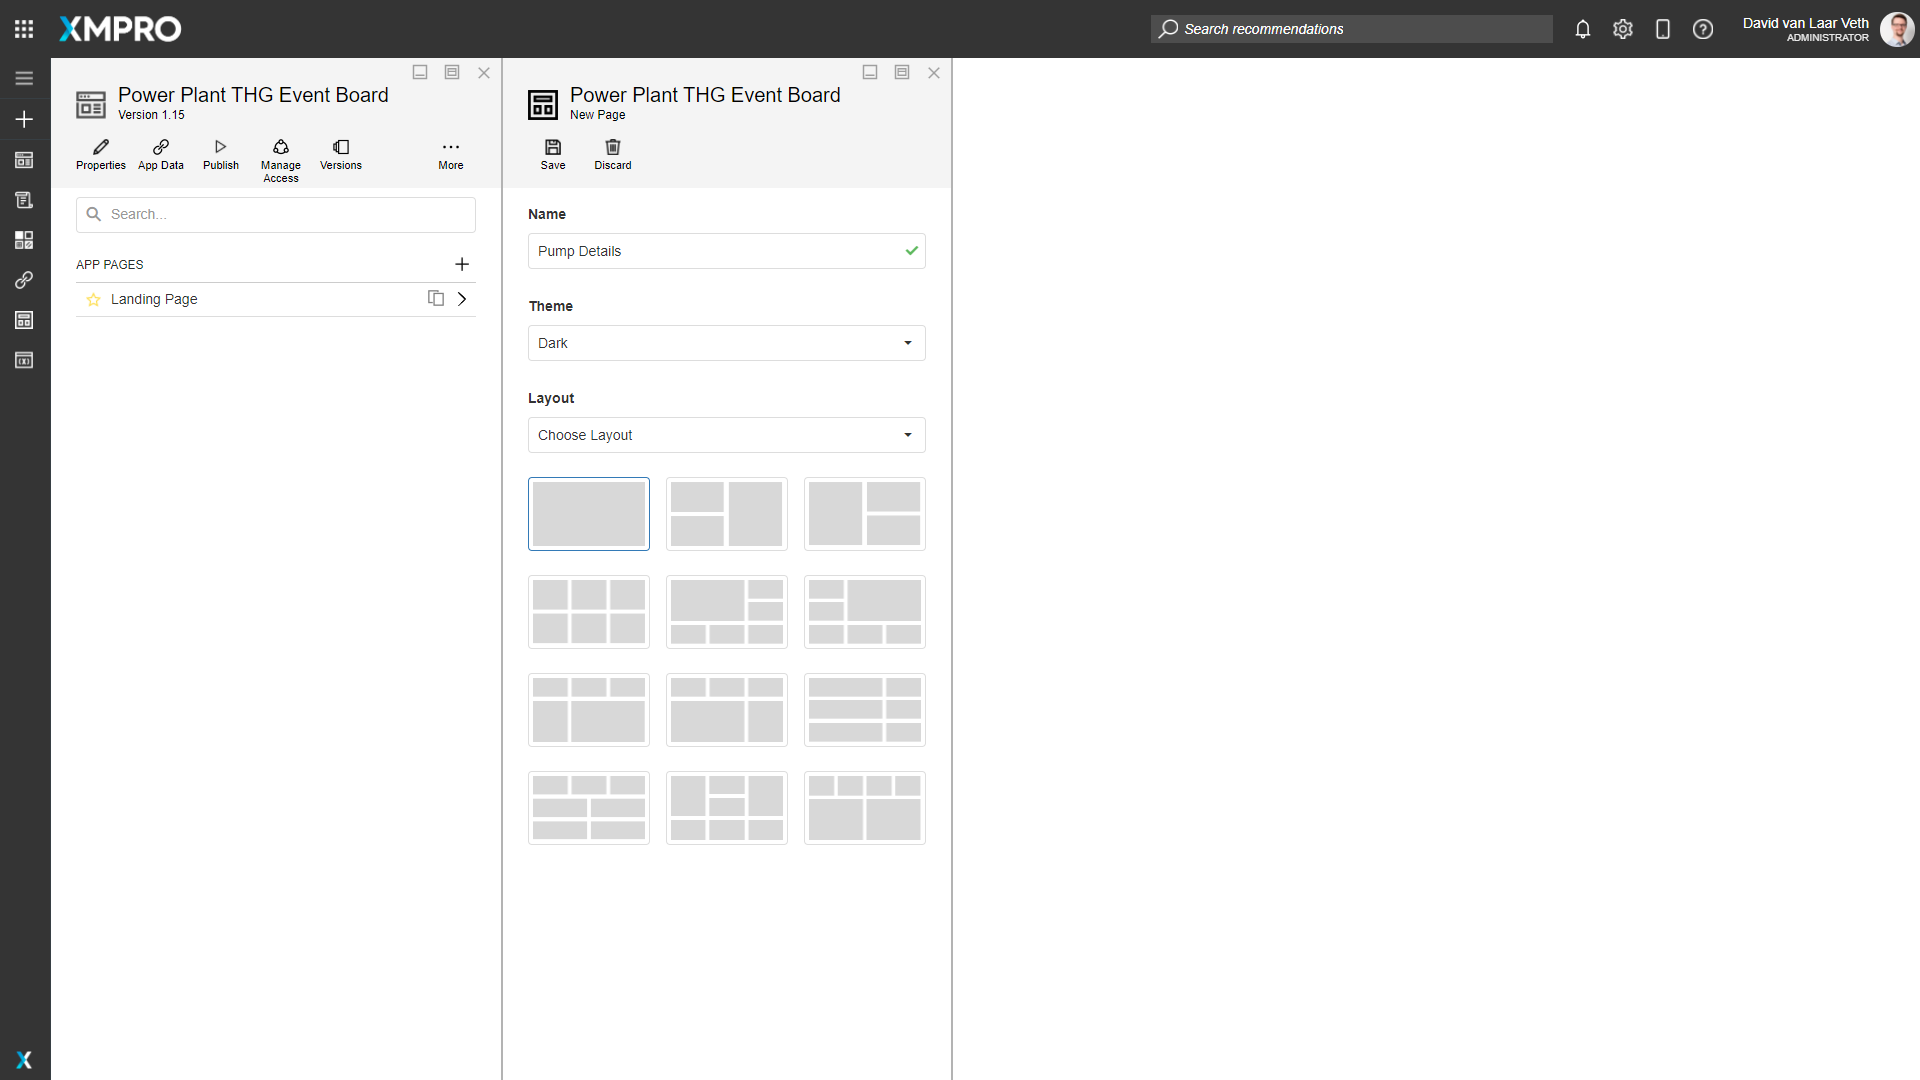 XMPRO
Search recommendations
David van Laar Veth
ADMINISTRATOR
Power Plant THG Event Board
Version 1.15
Properties
App Data
Publish
Manage
Access
Versions
More
Search...
APP PAGES
Landing Page
Power Plant THG Event Board
New Page
Save
Discard
Name
Pump Details
Theme
Dark
Layout
Choose Layout